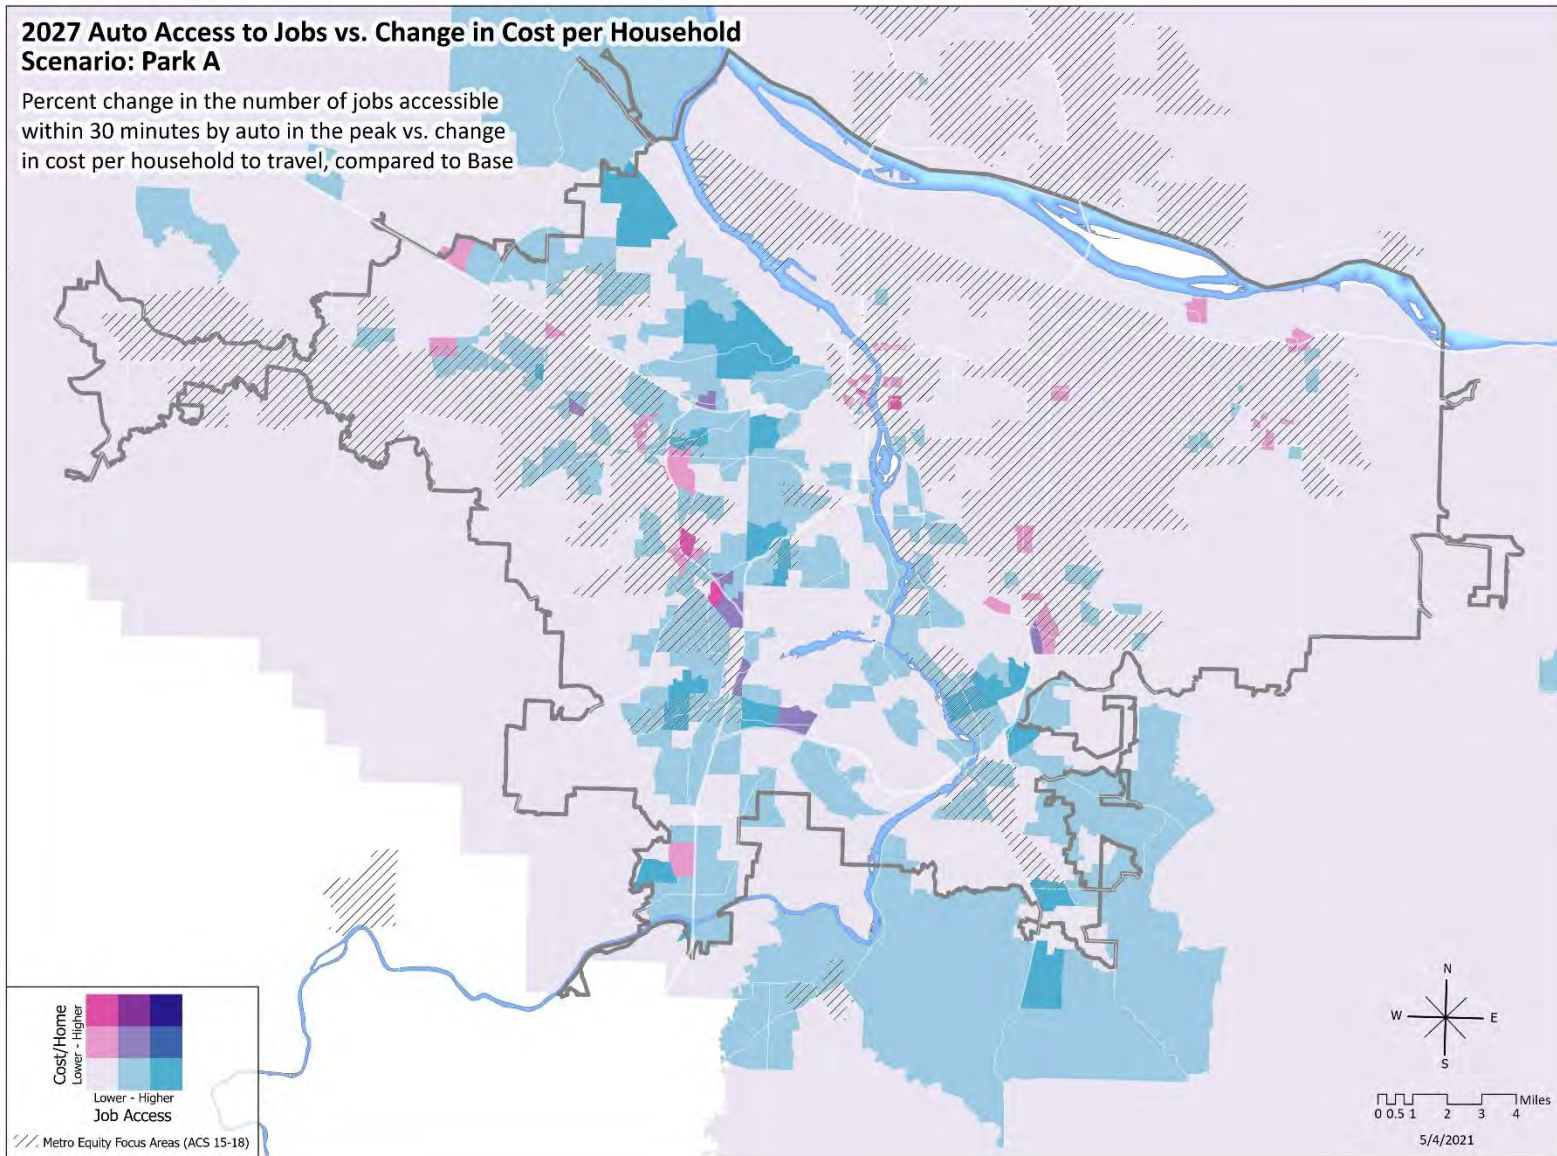 2027 Auto Access to Jobs vs. Change in Cost per Household
Scenario: Park A
Percent change in the number of jobs accessible
within 30 minutes by auto in the peak vs. change
in cost per household to travel, compared to Base
Cost/Home
Lower - Higher
Lower - Higher
Job Access
Metro Equity Focus Areas (ACS 15-18)
N
W
E
S
Miles
0 0.5 1 2 3 4
5/4/2021